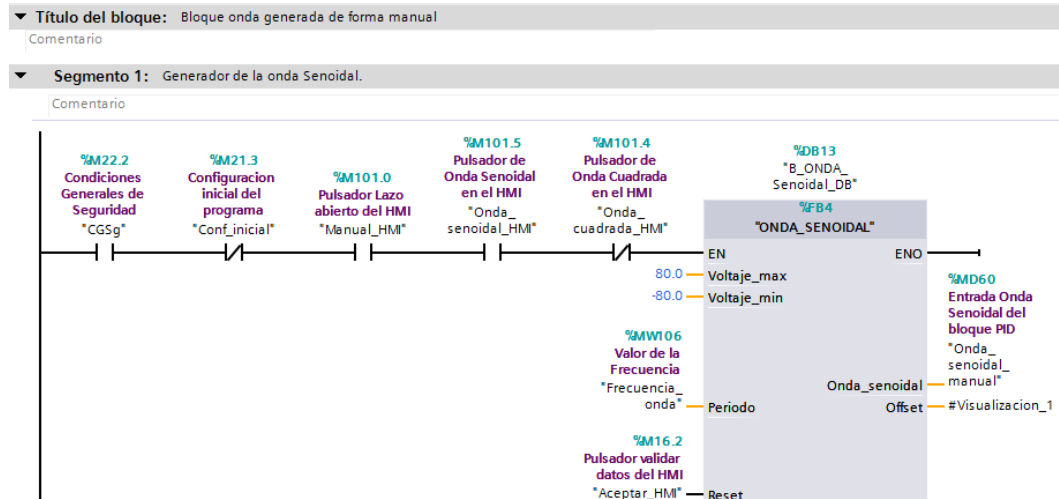 Título del bloque: Bloque onda generada de forma manual
Comentario
Segmento 1: Generador de la onda Senoidal.
Comentario
%M22.2
Condiciones
Generales de
Seguridad
"CGSg"
%M21.3
Configuracion
inicial del
programa
"Conf_inicial"
%M101.0
Pulsador Lazo
abierto del HMI
"Manual_HMI"
%M101.5
Pulsador de
Onda Senoidal
en el HMI
"Onda_
senoidal_HMI"
%M101.4
Pulsador de
Onda Cuadrada
en el HMI
"Onda_
cuadrada_HMI"
%DB13
"B_ONDA_
Senoidal_DB"
%FB4
"ONDA_SENOIDAL"
EN
ENO
80.0
Voltaje_max
-80.0
Voltaje_min
%MD60
Entrada Onda
Senoidal del
bloque PID
"Onda_
senoidal_
manual"
Onda_senoidal
%MW106
Valor de la
Frecuencia
"Frecuencia_
onda"
Periodo
Offset
#Visualizacion_1
%M16.2
Pulsador validar
datos del HMI
"Aceptar_HMI"
Reset